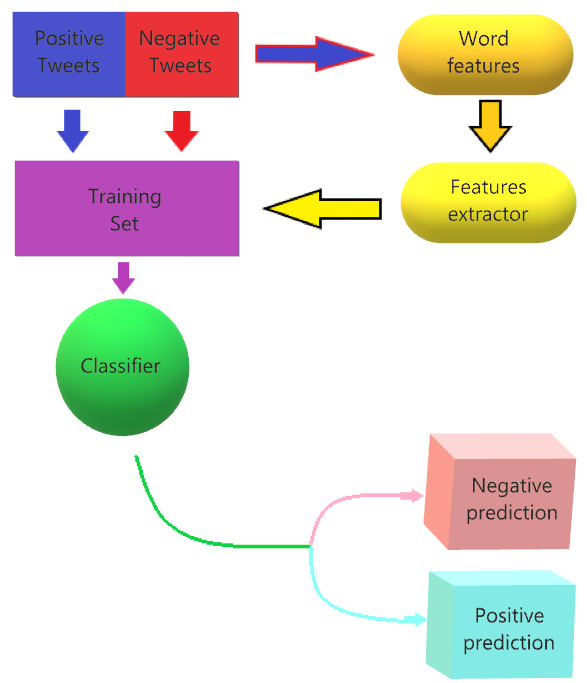 Positive
Tweets
Negative
Tweets
Word
features
Training
Set
Features
extractor
Classifier
Negative
prediction
Positive
prediction